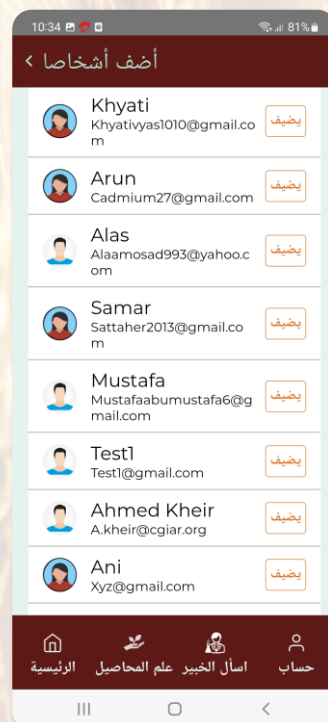 10:34
81%
أضف أشخاصا
Khyati
Khyativyas1010@gmail.co
m
يضيف
Arun
Cadmium27@gmail.com
يضيف
Alas
Alaamosad993@yahoo.c
om
يضيف
Samar
Sattaher2013@gmail.co
m
يضيف
Mustafa
Mustafaabumustafa6@g
mail.com
يضيف
Test1
Test1@gmail.com
يضيف
Ahmed Kheir
A.kheir@cgiar.org
يضيف
Ani
Xyz@gmail.com
يضيف
حساب اسأل الخبير علم المحاصيل الرئيسية